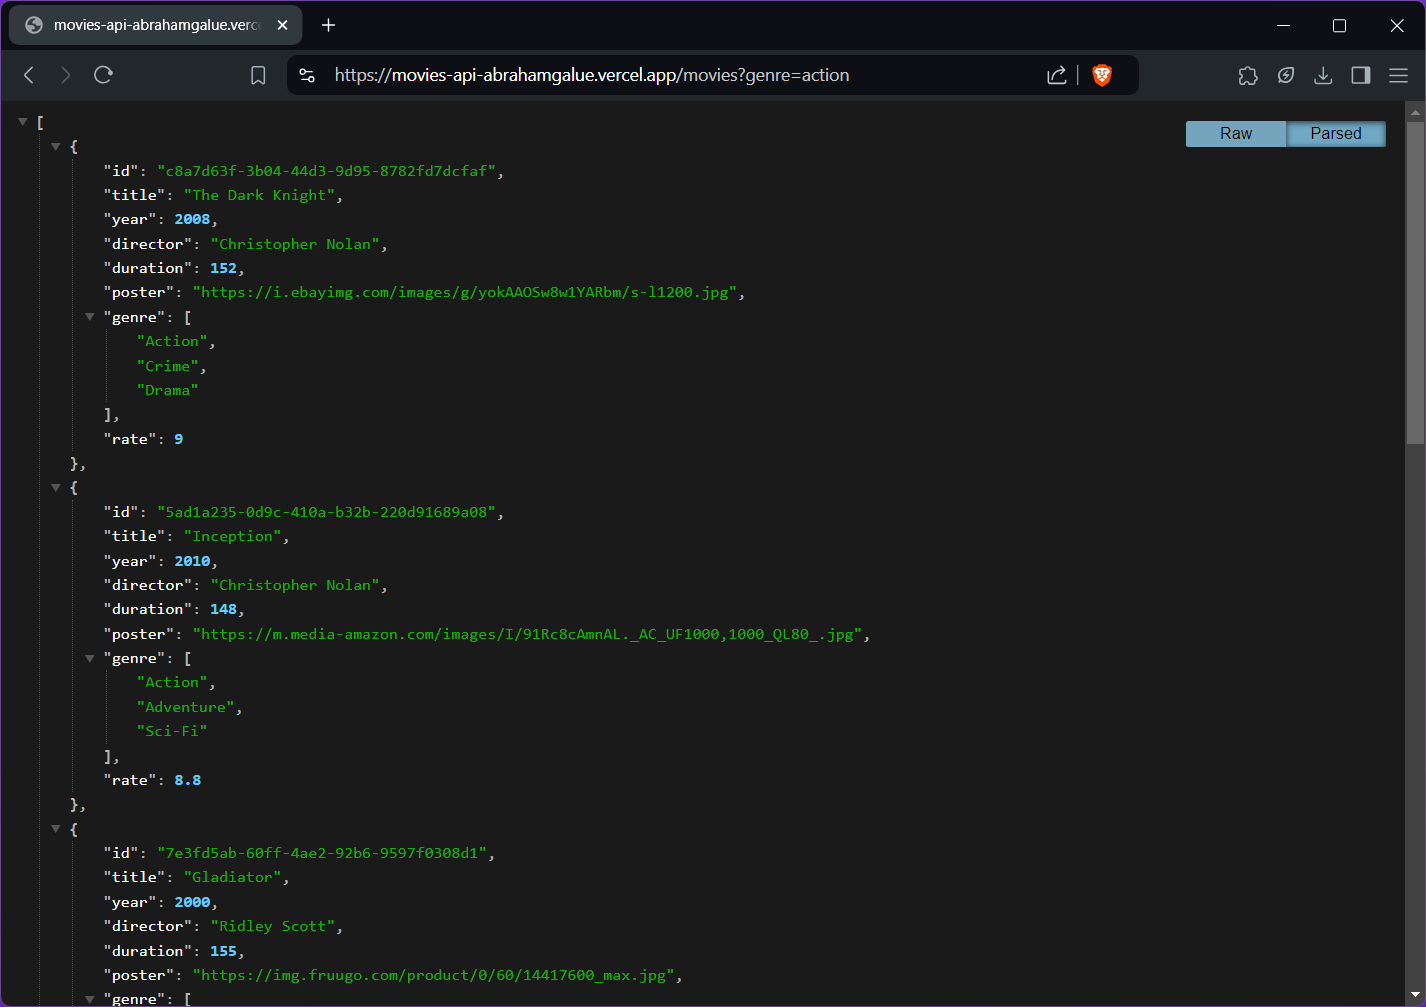 movies-api-abrahamgalue.verc
https://movies-api-abrahamgalue.vercel.app/movies?genre=action
Raw Parsed
[
{
"id": "c8a7d63f-3b04-44d3-9d95-8782fd7dcfaf",
"title": "The Dark Knight",
"year": 2008,
"director": "Christopher Nolan",
"duration": 152,
"poster": "https://i.ebayimg.com/images/g/yokAAOSw8w1YARbm/s-l1200.jpg",
"genre": [
"Action",
"Crime",
"Drama"
],
"rate": 9
},
{
"id": "5ad1a235-0d9c-410a-b32b-220d91689a08",
"title": "Inception",
"year": 2010,
"director": "Christopher Nolan",
"duration": 148,
"poster": "https://m.media-amazon.com/images/I/91Rc8cAmnAL._AC_UF1000,1000_QL80_.jpg",
"genre": [
"Action",
"Adventure",
"Sci-Fi"
],
"rate": 8.8
},
{
"id": "7e3fd5ab-60ff-4ae2-92b6-9597f0308d1",
"title": "Gladiator",
"year": 2000,
"director": "Ridley Scott",
"duration": 155,
"poster": "https://img.fruugo.com/product/0/60/14417600_max.jpg",
"genre": [